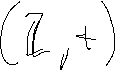 (ℤ, +)